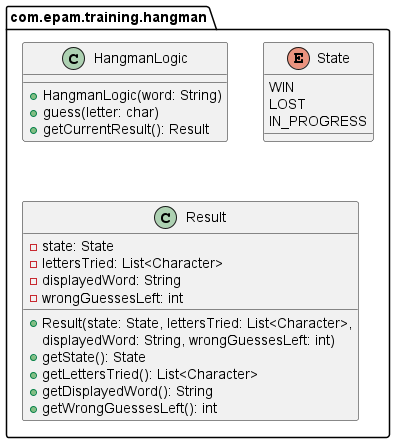 com.epam.training.hangman
C HangmanLogic
HangmanLogic(word: String)
guess(letter: char)
getCurrentResult(): Result
E State
WIN
LOST
IN_PROGRESS
C Result
state: State
lettersTried: List<Character>
displayedWord: String
wrongGuessesLeft: int
Result(state: State, lettersTried: List<Character>,
displayedWord: String, wrongGuessesLeft: int)
getState(): State
getLettersTried(): List<Character>
getDisplayedWord(): String
getWrongGuessesLeft(): int